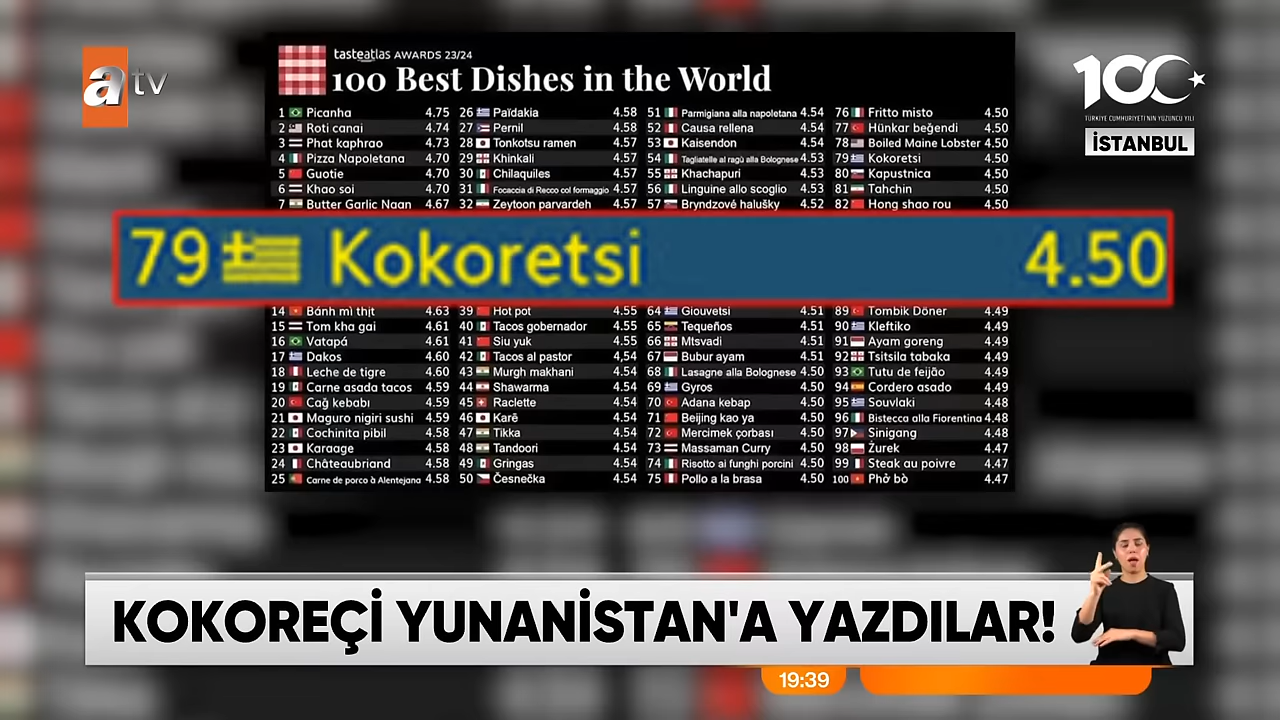 a tv
tasteatlas AWARDS 23/24
100 Best Dishes in the World
100
TÜRKİYE CUMHURİYETİ'NİN YÜZÜNCÜ YILI
İSTANBUL
1 Picanha 4.75
2 Roti canai 4.74
3 Phat kaphrao 4.73
4 Pizza Napoletana 4.70
5 Guotie 4.70
6 Khao soi 4.70
7 Butter Garlic Naan 4.67
26 Païdakia 4.58
27 Pernil 4.58
28 Tonkotsu ramen 4.57
29 Khinkali 4.57
30 Chilaquiles 4.57
31 Focaccia di Recco col formaggio 4.57
32 Zeytoon parvardeh 4.57
51 Parmigiana alla napoletana 4.54
52 Causa rellena 4.54
53 Kaisendon 4.54
54 Tagliatelle al ragù alla Bolognese 4.53
55 Khachapuri 4.53
56 Linguine allo scoglio 4.53
57 Bryndzové halušky 4.52
76 Fritto misto 4.50
77 Hünkar beğendi 4.50
78 Boiled Maine Lobster 4.50
79 Kokoretsi 4.50
80 Kapustnica 4.50
81 Tahchin 4.50
82 Hong shao rou 4.50
79 Kokoretsi 4.50
14 Bánh mì thịt 4.63
15 Tom kha gai 4.61
16 Vatapá 4.61
17 Dakos 4.60
18 Leche de tigre 4.60
19 Carne asada tacos 4.59
20 Cağ kebabı 4.59
21 Maguro nigiri sushi 4.59
22 Cochinita pibil 4.58
23 Karaage 4.58
24 Châteaubriand 4.58
25 Carne de porco à Alentejana 4.58
39 Hot pot 4.55
40 Tacos gobernador 4.55
41 Siu yuk 4.55
42 Tacos al pastor 4,54
43 Murgh makhani 4.54
44 Shawarma 4.54
45 Raclette 4.54
46 Karē 4.54
47 Tikka 4.54
48 Tandoori 4.54
49 Gringas 4.54
50 Česnečka 4.54
64 Giouvetsi 4.51
65 Tequeños 4.51
66 Mtsvadi 4.51
67 Bubur ayam 4.51
68 Lasagne alla Bolognese 4.50
69 Gyros 4.50
70 Adana kebap 4.50
71 Beijing kao ya 4.50
72 Mercimek çorbası 4.50
73 Massaman Curry 4.50
74 Risotto ai funghi porcini 4.50
75 Pollo a la brasa 4.50
89 Tombik Döner 4.49
90 Kleftiko 4.49
91 Ayam goreng 4.49
92 Tsitsila tabaka 4.49
93 Tutu de feijão 4.49
94 Cordero asado 4.49
95 Souvlaki 4.48
96 Bistecca alla Fiorentina 4.48
97 Sinigang 4.48
98 Żurek 4.47
99 Steak au poivre 4.47
100 Phở bò 4.47
KOKOREÇİ YUNANİSTAN'A YAZDILAR!
19:39